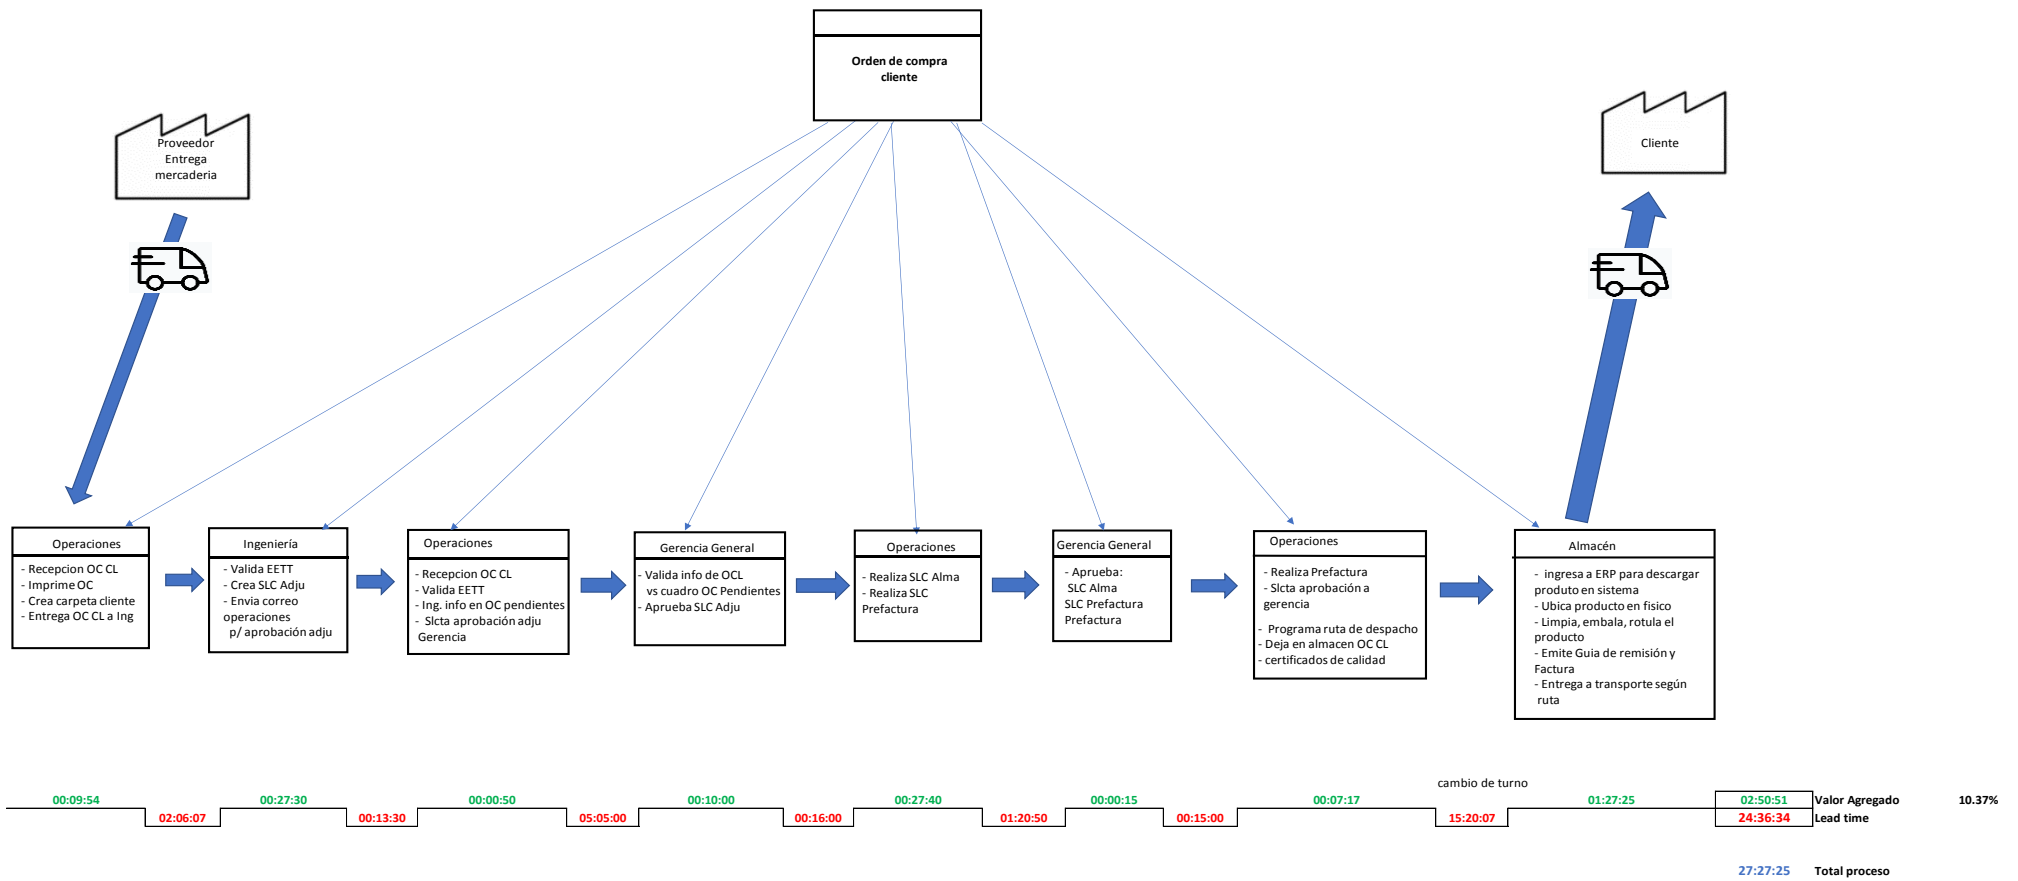 Orden de compra
cliente
Proveedor
Entrega
mercaderia
Cliente
Operaciones
- Recepcion OC CL
- Imprime OC
- Crea carpeta cliente
- Entrega OC CL a Ing
Ingeniería
- Valida EETT
- Crea SLC Adju
- Envia correo
operaciones
p/ aprobación adju
Operaciones
- Recepcion OC CL
- Valida EETT
- Ing. info en OC pendientes
- Slcta aprobación adju
Gerencia
Gerencia General
- Valida info de OCL
vs cuadro OC Pendientes
- Aprueba SLC Adju
Operaciones
- Realiza SLC Alma
- Realiza SLC
Prefactura
Gerencia General
- Aprueba:
SLC Alma
SLC Prefactura
Prefactura
Operaciones
- Realiza Prefactura
- Slcta aprobación a
gerencia
- Programa ruta de despacho
- Deja en almacen OC CL
- certificados de calidad
Almacén
- ingresa a ERP para descargar
produto en sistema
- Ubica producto en fisico
- Limpia, embala, rotula el
producto
- Emite Guia de remisión y
Factura
- Entrega a transporte según
ruta
cambio de turno
00:09:54 00:27:30 00:00:50 00:10:00 00:27:40 00:00:15 00:07:17 01:27:25 02:50:51 Valor Agregado 10.37%
02:06:07 00:13:30 05:05:00 00:16:00 01:20:50 00:15:00 15:20:07 24:36:34 Lead time
27:27:25 Total proceso